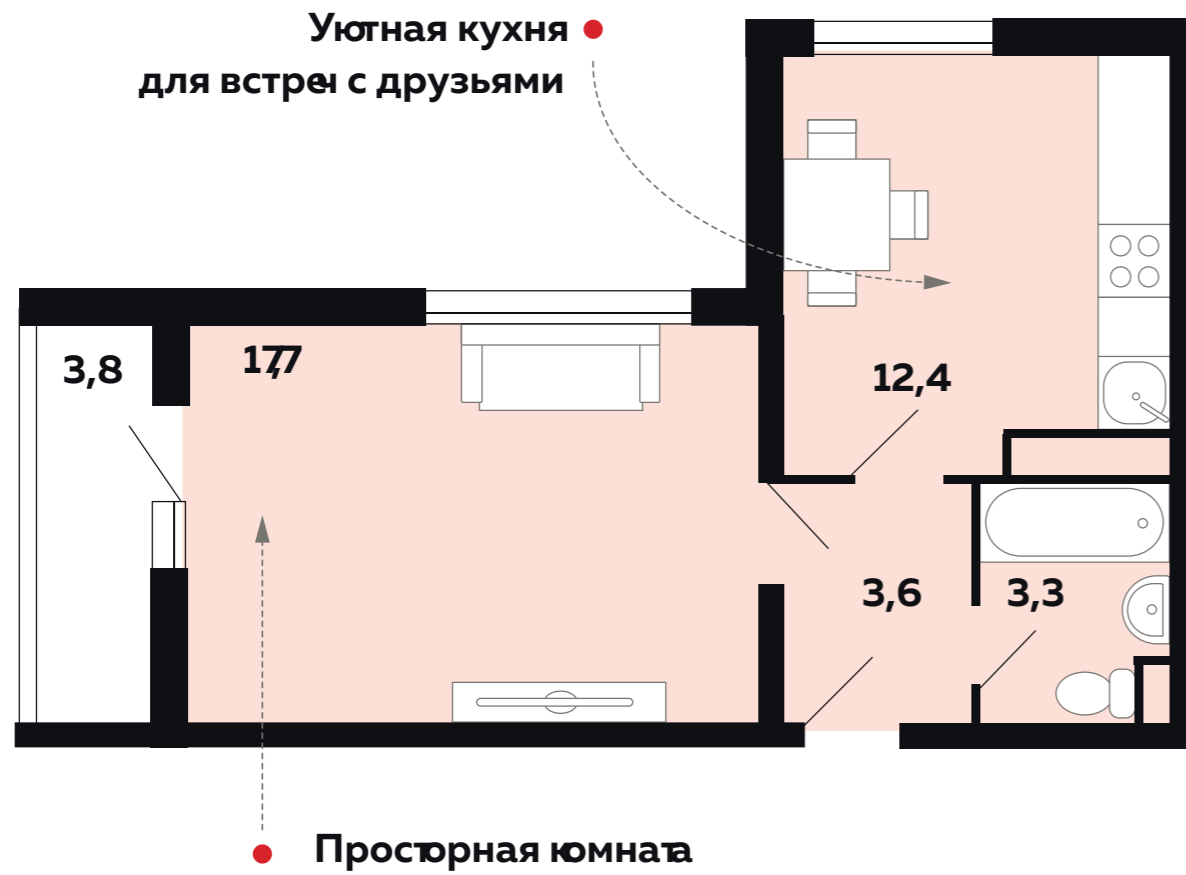 Уютная кухня
для встреч с друзьями
3,8
17,7
12,4
3,6
3,3
Просторная комната